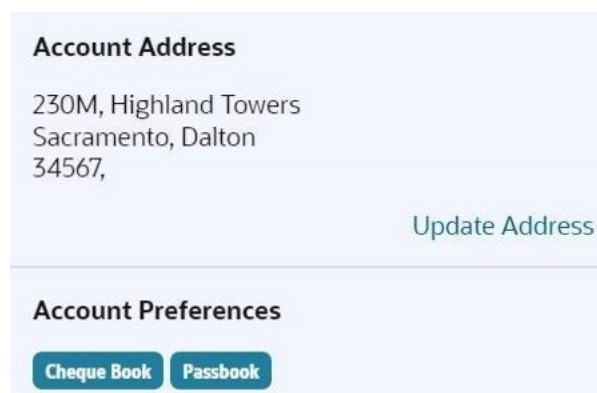 Account Address
230M, Highland Towers
Sacramento, Dalton
34567,
Update Address
Account Preferences
Cheque Book Passbook